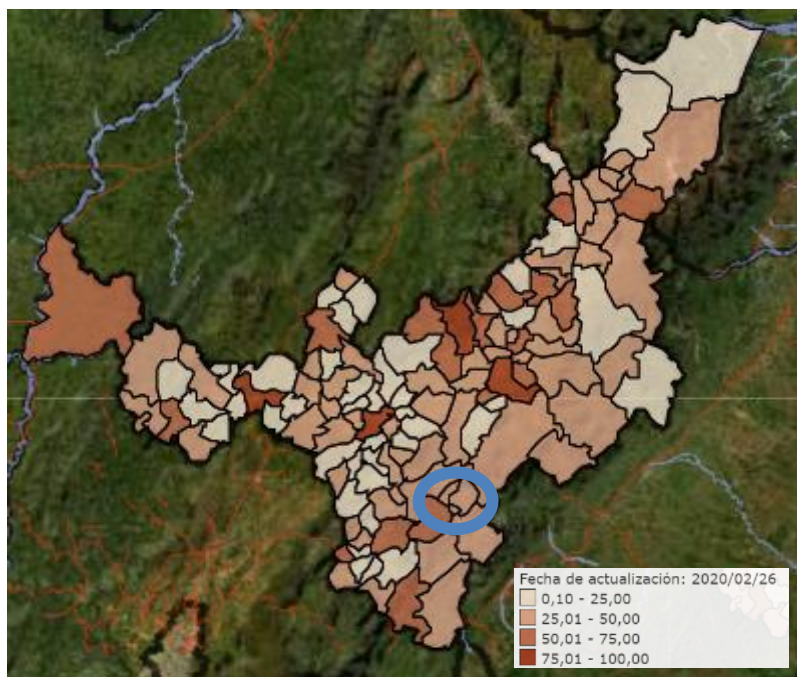 Fecha de actualización: 2020/02/26
0,10 - 25,00
25,01 - 50,00
50,01 - 75,00
75,01 - 100,00